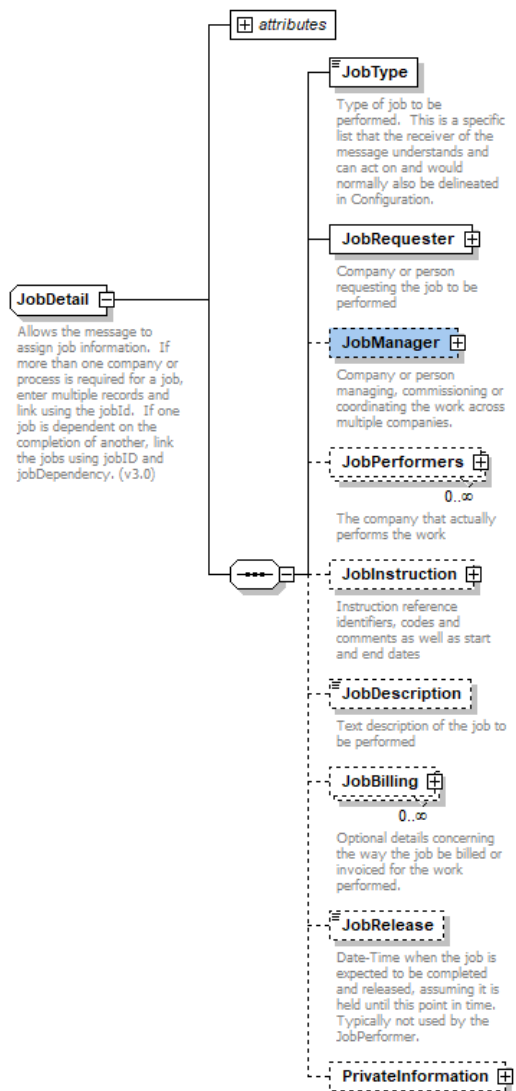 attributes
JobType
Type of job to be
performed.  This is a specific
list that the receiver of the
message understands and
can act on and would
normally also be delineated
in Configuration.
JobRequester
Company or person
requesting the job to be
performed
JobDetail
Allows the message to
assign job information.  If
more than one company or
process is required for a job,
enter multiple records and
link using the jobId.  If one
job is dependent on the
completion of another, link
the jobs using jobID and
jobDependency. (v3.0)
JobManager
Company or person
managing, commissioning or
coordinating the work across
multiple companies.
JobPerformers
0..∞
The company that actually
performs the work
JobInstruction
Instruction reference
identifiers, codes and
comments as well as start
and end dates
JobDescription
Text description of the job to
be performed
JobBilling
0..∞
Optional details concerning
the way the job be billed or
invoiced for the work
performed.
JobRelease
Date-Time when the job is
expected to be completed
and released, assuming it is
held until this point in time.
Typically not used by the
JobPerformer.
PrivateInformation